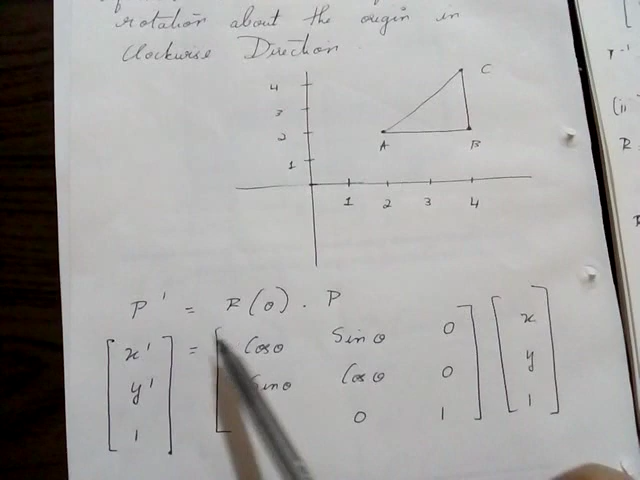 rotation about the origin in
Clockwise Direction.
4
C
3
2
A
B
1
1 2 3 4
P' = R(θ) . P
x' = Cosθ Sinθ 0 x
y' Sinθ Cosθ 0 y
1 0 1 1
(i
R